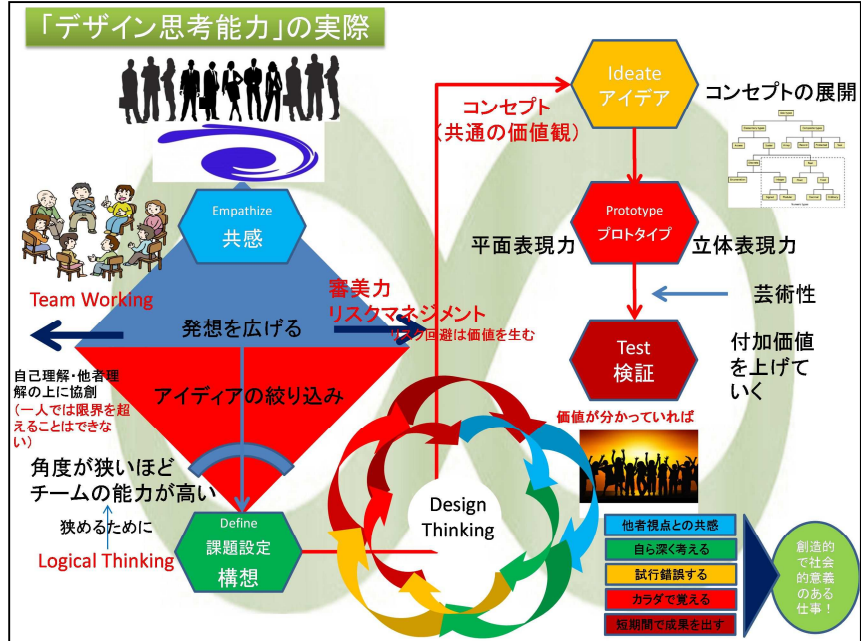 「デザイン思考能力」の実際
Empathize
共感
Team Working
発想を広げる
審美力
リスクマネジメント
リスク回避は価値を生む
自己理解・他者理
解の上に協創
(一人では限界を超
えることはできな
い)
アイディアの絞り込み
角度が狭いほど
チームの能力が高い
狭めるために
Logical Thinking
Define
課題設定
構想
コンセプト
(共通の価値観)
Ideate
アイデア
コンセプトの展開
Prototype
プロトタイプ
平面表現力
立体表現力
芸術性
Test
検証
付加価値
を上げて
いく
価値が分かっていれば
Design
Thinking
他者視点との共感
自ら深く考える
試行錯誤する
カラダで覚える
短期間で成果を出す
創造的
で社会
的意義
のある
仕事！